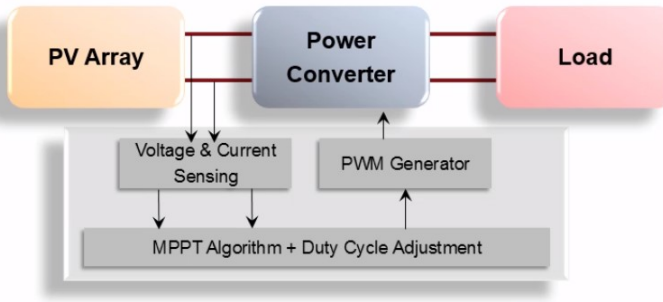 PV Array
Power
Converter
Load
Voltage & Current
Sensing
PWM Generator
MPPT Algorithm + Duty Cycle Adjustment